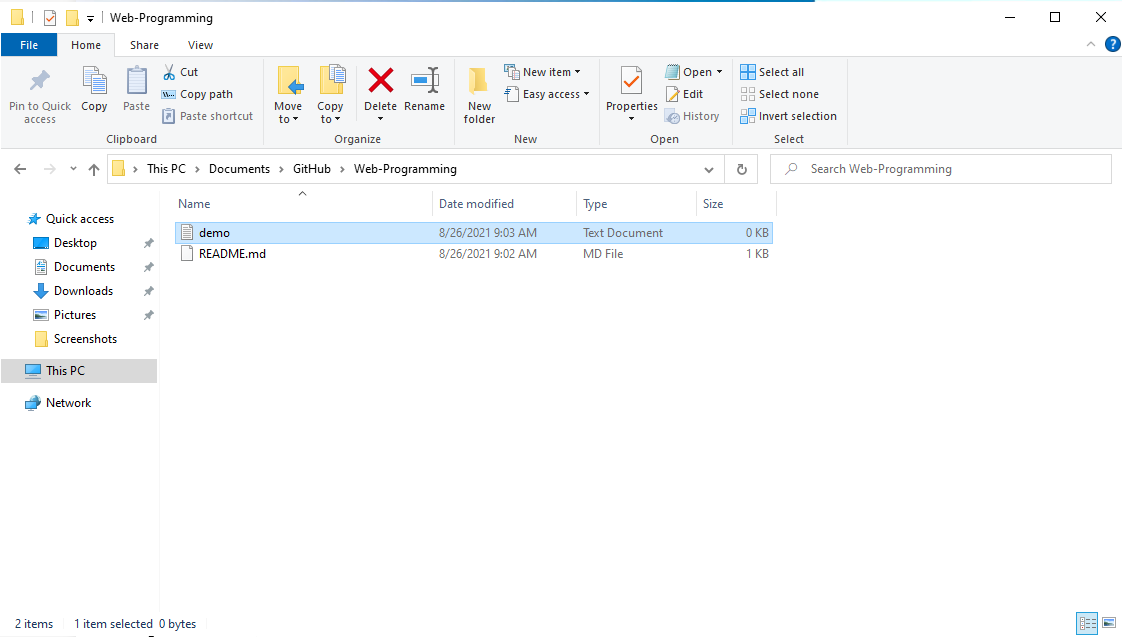 Web-Programming
File Home Share View
Pin to Quick access
Copy
Paste
Cut
Copy path
Paste shortcut
Clipboard
Move to
Copy to
Delete
Rename
Organize
New folder
New item
Easy access
New
Properties
Open
Edit
History
Open
Select all
Select none
Invert selection
Select
This PC > Documents > GitHub > Web-Programming
Search Web-Programming
Name Date modified Type Size
demo 8/26/2021 9:03 AM Text Document 0 KB
README.md 8/26/2021 9:02 AM MD File 1 KB
Quick access
Desktop
Documents
Downloads
Pictures
Screenshots
This PC
Network
2 items 1 item selected 0 bytes